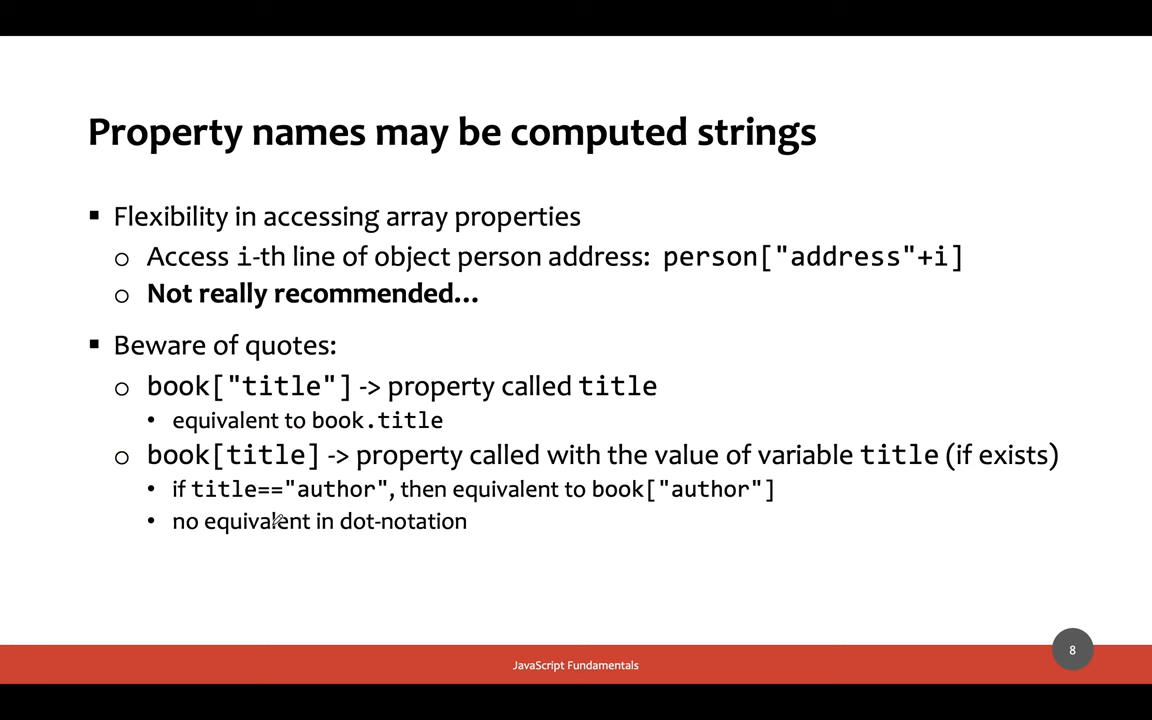 Property names may be computed strings
▪ Flexibility in accessing array properties
o Access i-th line of object person address: person["address"+i]
o Not really recommended…
▪ Beware of quotes:
o book["title"] -> property called title
• equivalent to book.title
o book[title] -> property called with the value of variable title (if exists)
• if title=="author", then equivalent to book["author"]
• no equivalent in dot-notation
8
JavaScript Fundamentals